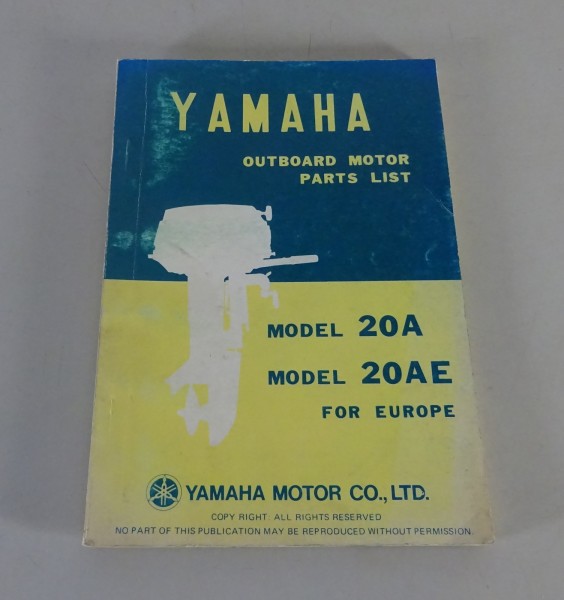 YAMAHA
OUTBOARD MOTOR
PARTS LIST
MODEL 20A
MODEL 20AE
FOR EUROPE
YAMAHA MOTOR CO., LTD.
COPY RIGHT: ALL RIGHTS RESERVED
NO PART OF THIS PUBLICATION MAY BE REPRODUCED WITHOUT PERMISSION.